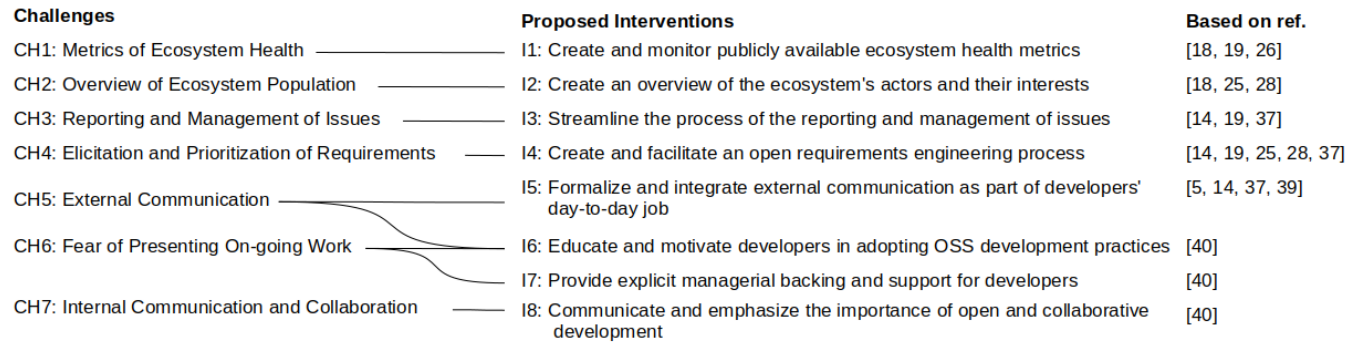 Challenges Proposed Interventions Based on ref.
CH1: Metrics of Ecosystem Health I1: Create and monitor publicly available ecosystem health metrics [18, 19, 26]
CH2: Overview of Ecosystem Population I2: Create an overview of the ecosystem's actors and their interests [18, 25, 28]
CH3: Reporting and Management of Issues I3: Streamline the process of the reporting and management of issues [14, 19, 37]
CH4: Elicitation and Prioritization of Requirements I4: Create and facilitate an open requirements engineering process [14, 19, 25, 28, 37]
CH5: External Communication I5: Formalize and integrate external communication as part of developers' [5, 14, 37, 39]
day-to-day job
CH6: Fear of Presenting On-going Work I6: Educate and motivate developers in adopting OSS development practices [40]
I7: Provide explicit managerial backing and support for developers [40]
CH7: Internal Communication and Collaboration I8: Communicate and emphasize the importance of open and collaborative [40]
development